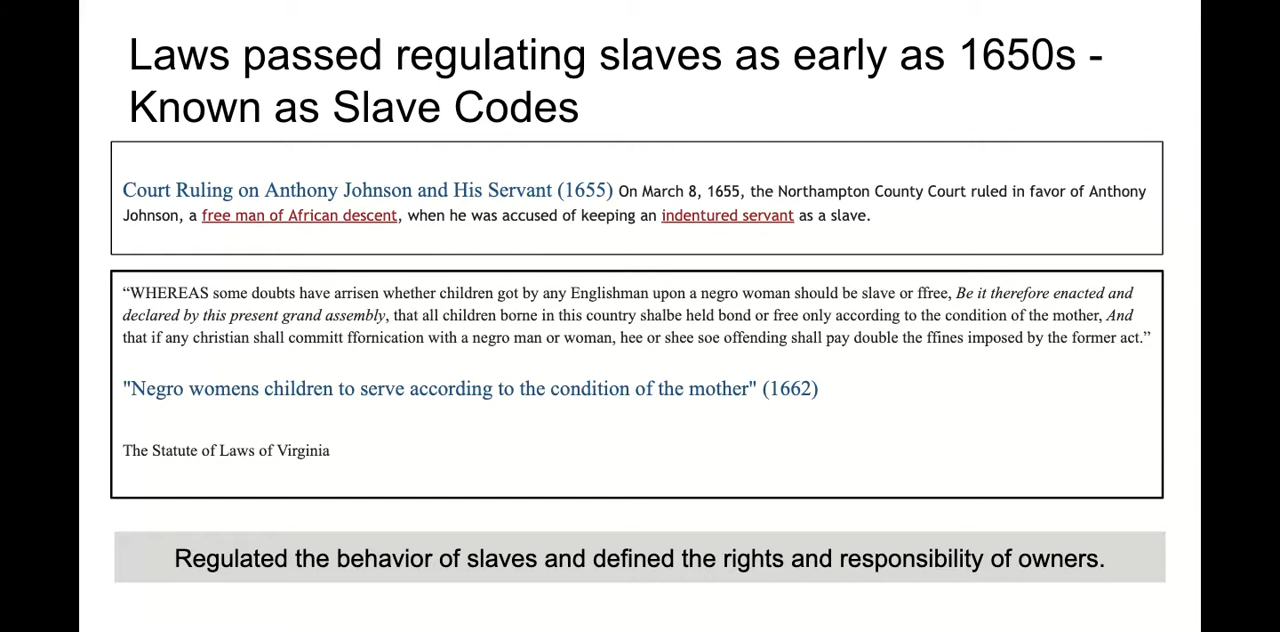 Laws passed regulating slaves as early as 1650s -
Known as Slave Codes
Court Ruling on Anthony Johnson and His Servant (1655) On March 8, 1655, the Northampton County Court ruled in favor of Anthony
Johnson, a free man of African descent, when he was accused of keeping an indentured servant as a slave.
“WHEREAS some doubts have arrisen whether children got by any Englishman upon a negro woman should be slave or ffree, Be it therefore enacted and
declared by this present grand assembly, that all children borne in this country shalbe held bond or free only according to the condition of the mother, And
that if any christian shall committ ffornication with a negro man or woman, hee or shee soe offending shall pay double the ffines imposed by the former act.”
"Negro womens children to serve according to the condition of the mother" (1662)
The Statute of Laws of Virginia
Regulated the behavior of slaves and defined the rights and responsibility of owners.